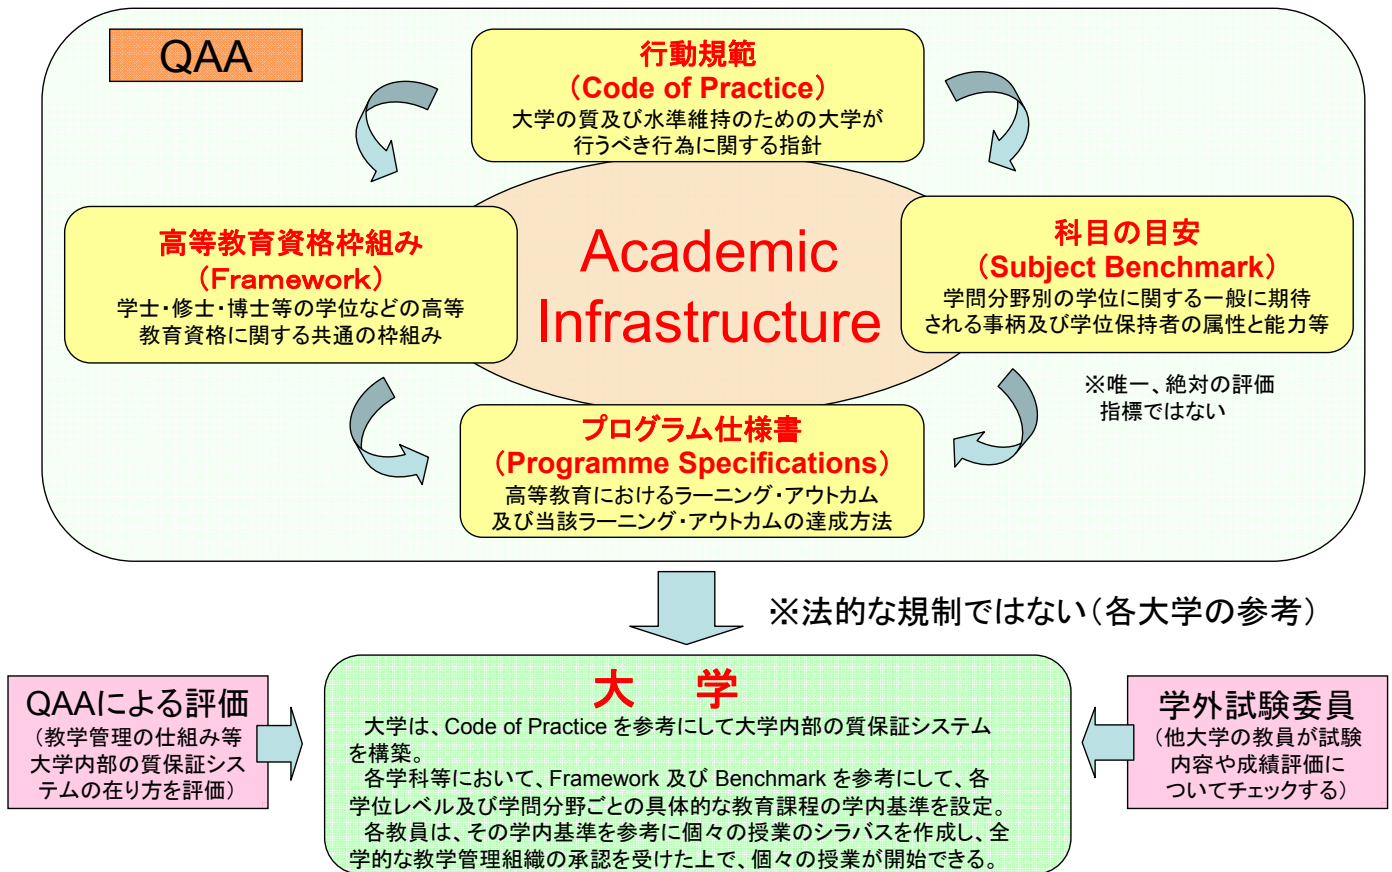 QAA
行動規範
（Code of Practice）
大学の質及び水準維持のための大学が
行うべき行為に関する指針
高等教育資格枠組み
（Framework）
学士・修士・博士等の学位などの高等
教育資格に関する共通の枠組み
Academic
Infrastructure
科目の目安
（Subject Benchmark）
学問分野別の学位に関する一般に期待
される事柄及び学位保持者の属性と能力等
※唯一、絶対の評価
指標ではない
プログラム仕様書
（Programme Specifications）
高等教育におけるラーニング・アウトカム
及び当該ラーニング・アウトカムの達成方法
※法的な規制ではない（各大学の参考）
QAAによる評価
（教学管理の仕組み等
大学内部の質保証シス
テムの在り方を評価）
大　学
大学は、Code of Practice を参考にして大学内部の質保証システム
を構築。
各学科等において、Framework 及び Benchmark を参考にして、各
学位レベル及び学問分野ごとの具体的な教育課程の学内基準を設定。
各教員は、その学内基準を参考に個々の授業のシラバスを作成し、全
学的な教学管理組織の承認を受けた上で、個々の授業が開始できる。
学外試験委員
（他大学の教員が試験
内容や成績評価に
ついてチェックする）